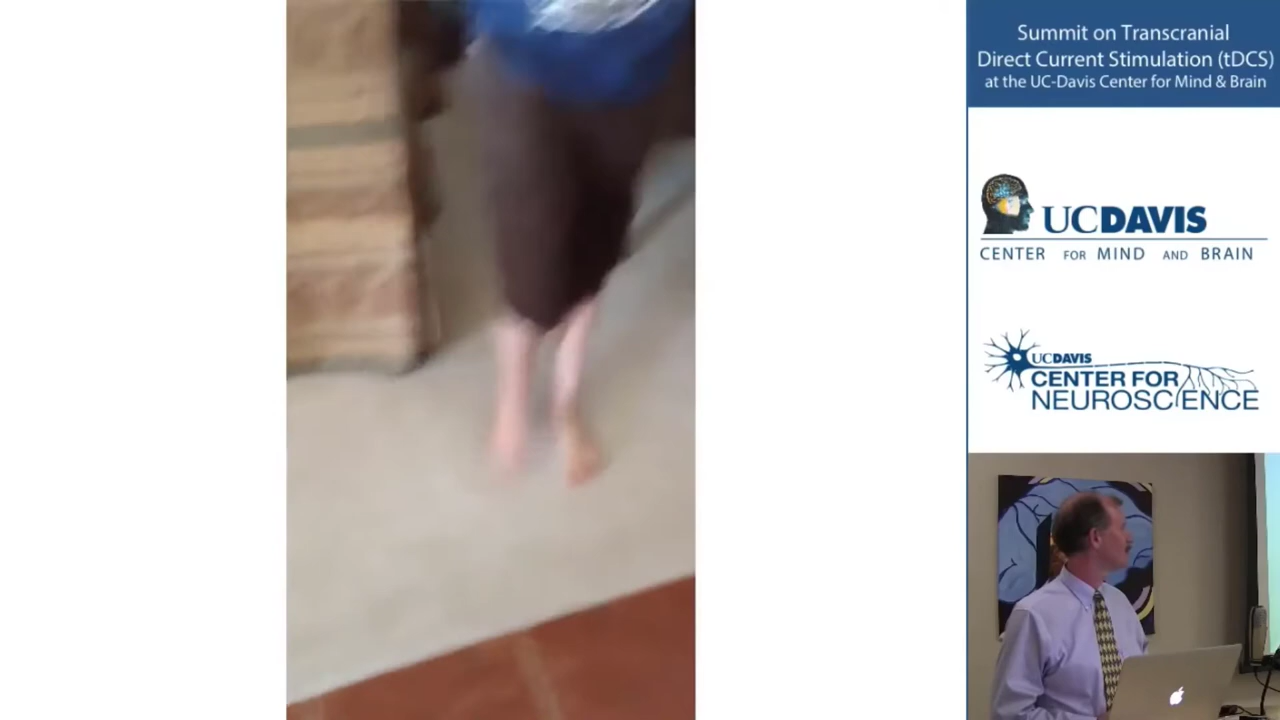 Summit on Transcranial
Direct Current Stimulation (tDCS)
at the UC-Davis Center for Mind & Brain
UCDAVIS
CENTER FOR MIND AND BRAIN
UCDAVIS
CENTER FOR
NEUROSCIENCE